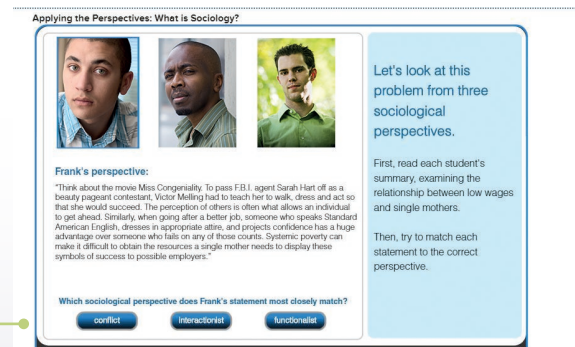 Applying the Perspectives: What is Sociology?
Frank's perspective:
"Think about the movie Miss Congeniality. To pass F.B.I. agent Sarah Hart off as a
beauty pageant contestant, Victor Melling had to teach her to walk, dress and act so
that she would succeed. The perception of others is often what allows an individual
to get ahead. Similarly, when going after a better job, someone who speaks Standard
American English, dresses in appropriate attire, and projects confidence has a huge
advantage over someone who fails on any of those counts. Systemic poverty can
make it difficult to obtain the resources a single mother needs to display these
symbols of success to possible employers."
Which sociological perspective does Frank's statement most closely match?
conflict
interactionist
functionalist
Let's look at this
problem from three
sociological
perspectives.
First, read each student's
summary, examining the
relationship between low wages
and single mothers.
Then, try to match each
statement to the correct
perspective.